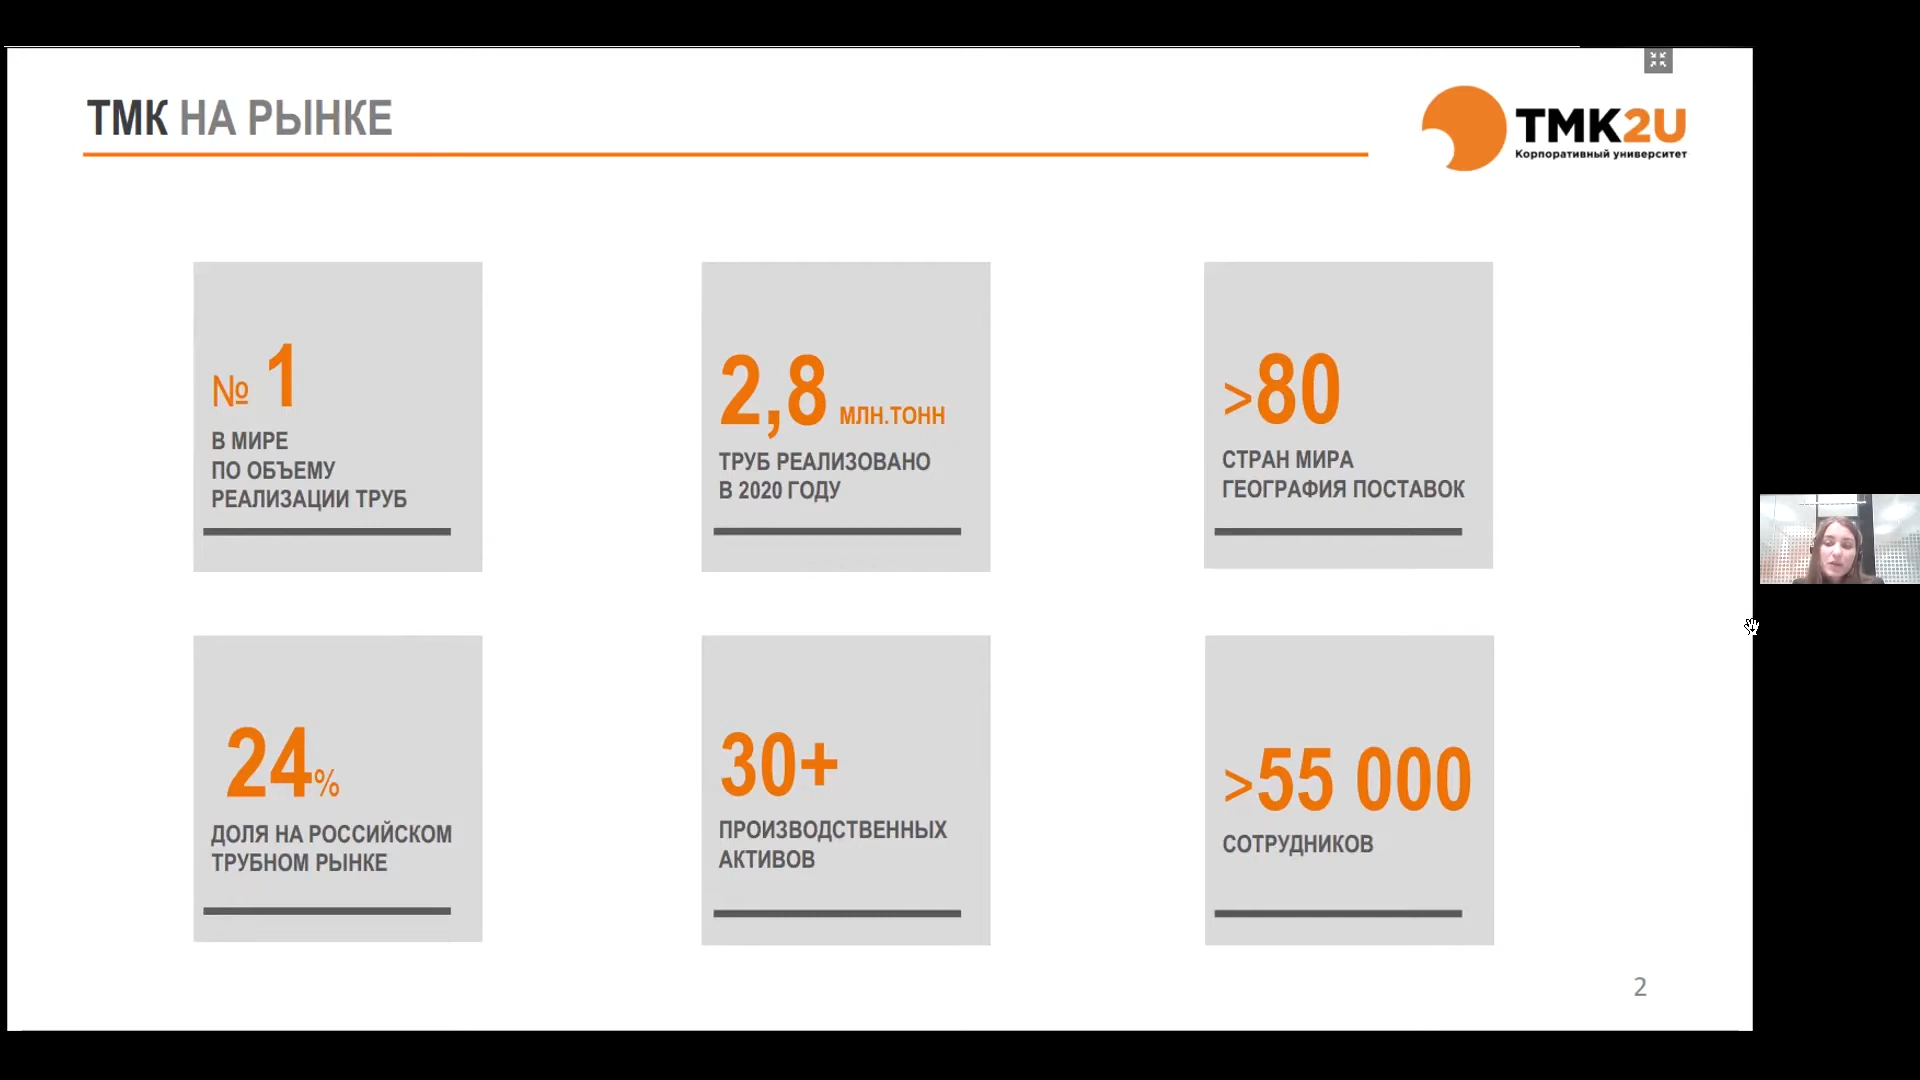 ТМК НА РЫНКЕ
ТМК2U
Корпоративный университет
№ 1
В МИРЕ
ПО ОБЪЕМУ
РЕАЛИЗАЦИИ ТРУБ
2,8 МЛН.ТОНН
ТРУБ РЕАЛИЗОВАНО
В 2020 ГОДУ
>80
СТРАН МИРА
ГЕОГРАФИЯ ПОСТАВОК
24%
ДОЛЯ НА РОССИЙСКОМ
ТРУБНОМ РЫНКЕ
30+
ПРОИЗВОДСТВЕННЫХ
АКТИВОВ
>55 000
СОТРУДНИКОВ
2